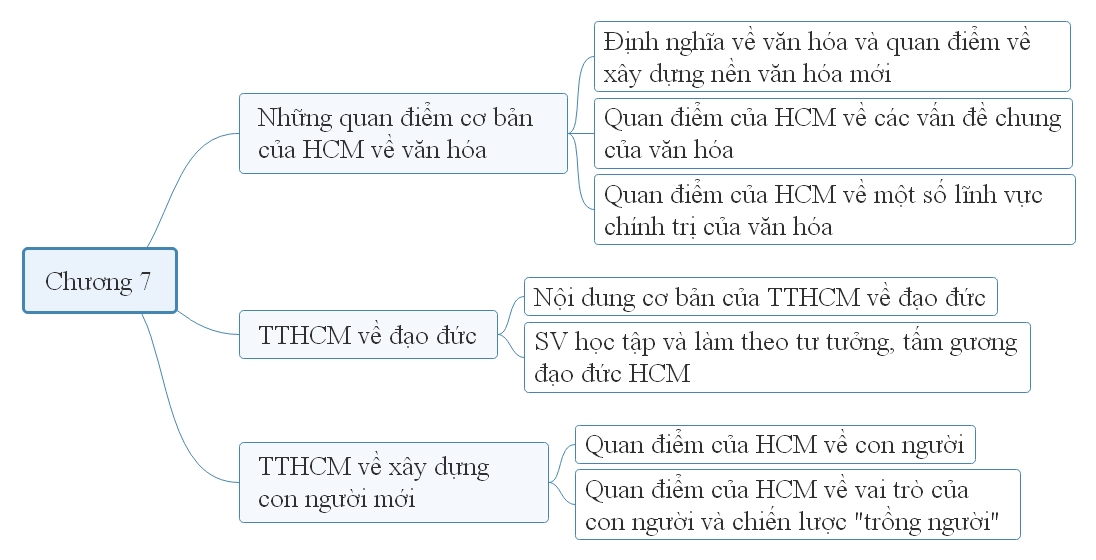 Chương 7
Những quan điểm cơ bản
của HCM về văn hóa
Định nghĩa về văn hóa và quan điểm về
xây dựng nền văn hóa mới
Quan điểm của HCM về các vấn đề chung
của văn hóa
Quan điểm của HCM về một số lĩnh vực
chính trị của văn hóa
TTHCM về đạo đức
Nội dung cơ bản của TTHCM về đạo đức
SV học tập và làm theo tư tưởng, tấm gương
đạo đức HCM
TTHCM về xây dựng
con người mới
Quan điểm của HCM về con người
Quan điểm của HCM về vai trò của
con người và chiến lược "trồng người"